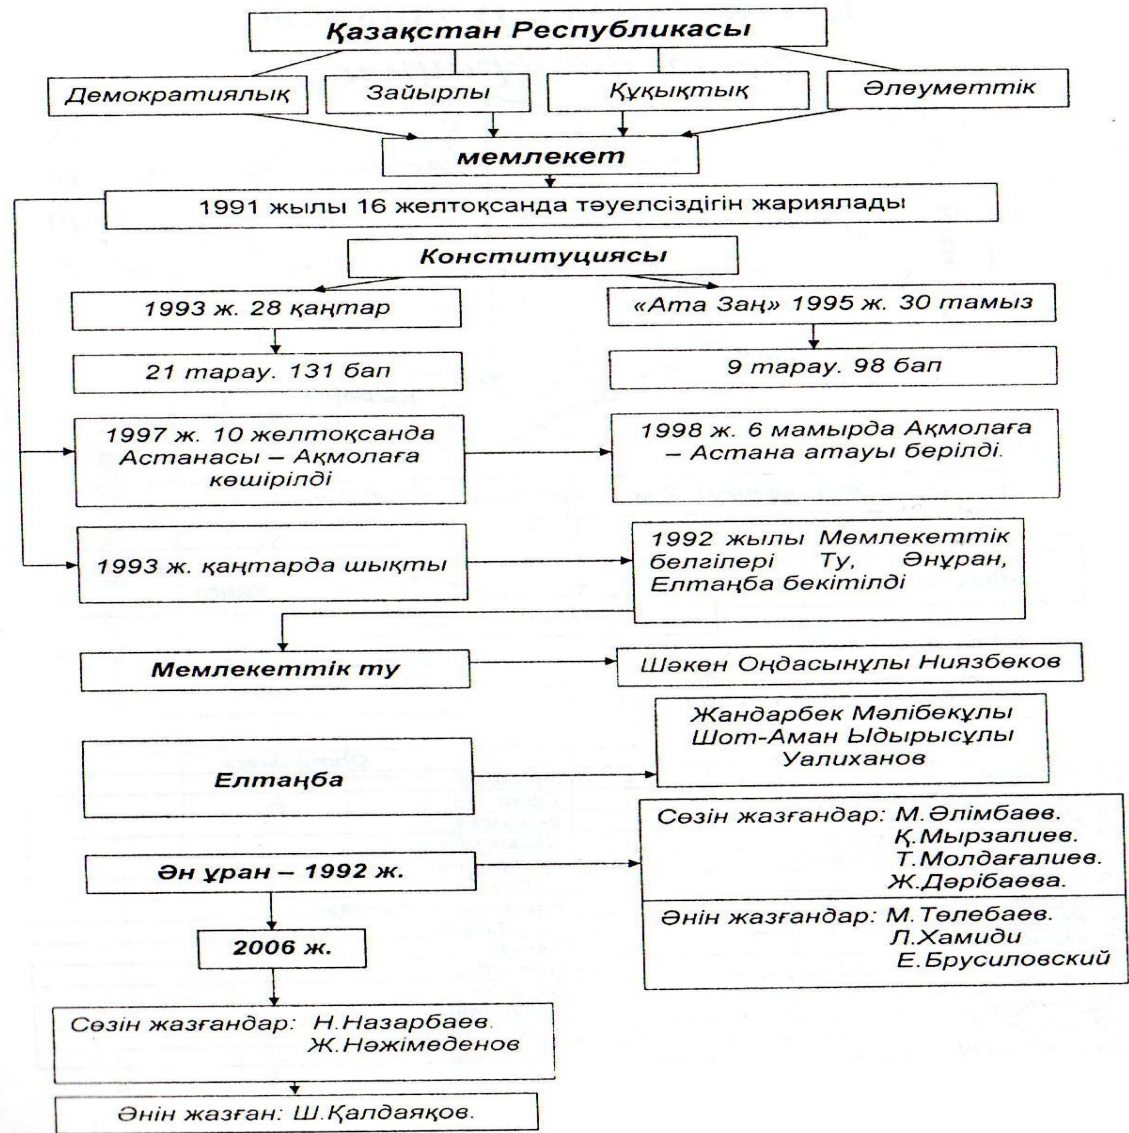 Қазақстан Республикасы
Демократиялық
Зайырлы
Құқықтық
Әлеуметтік
мемлекет
1991 жылы 16 желтоқсанда тәуелсіздігін жариялады
Конституциясы
1993 ж. 28 қаңтар
«Ата Заң» 1995 ж. 30 тамыз
21 тарау. 131 бап
9 тарау. 98 бап
1997 ж. 10 желтоқсанда
Астанасы – Ақмолаға
көшірілді
1998 ж. 6 мамырда Ақмолаға
– Астана атауы берілді.
1993 ж. қаңтарда шықты
1992 жылы Мемлекеттік
белгілері Ту, Әнұран,
Елтаңба бекітілді
Мемлекеттік ту
Шәкен Оңдасынұлы Ниязбеков
Елтаңба
Жандарбек Мәлібекұлы
Шот-Аман Ыдырысұлы
Уалиханов
Ән ұран – 1992 ж.
Сөзін жазғандар: М.Әлімбаев.
Қ.Мырзалиев.
Т.Молдағалиев.
Ж.Дәрібаева.
Әнін жазғандар: М.Төлебаев.
Л.Хамиди
Е.Брусиловский
2006 ж.
Сөзін жазғандар: Н.Назарбаев.
Ж.Нәжімеденов
Әнін жазған: Ш.Қалдаяқов.